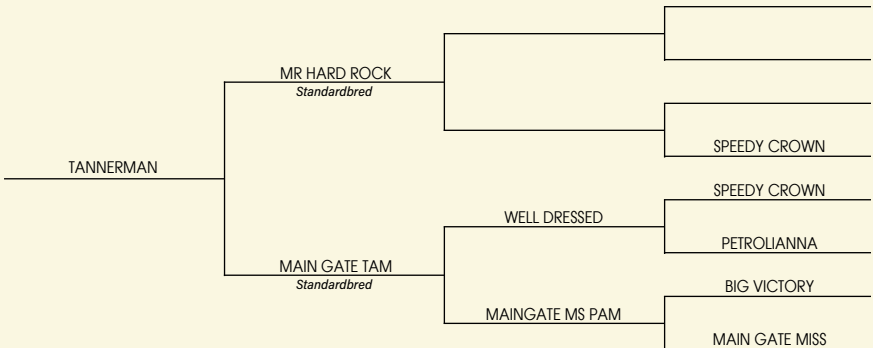 MR HARD ROCK
Standardbred
SPEEDY CROWN
TANNERMAN
SPEEDY CROWN
WELL DRESSED
PETROLIANNA
MAIN GATE TAM
Standardbred
BIG VICTORY
MAINGATE MS PAM
MAIN GATE MISS